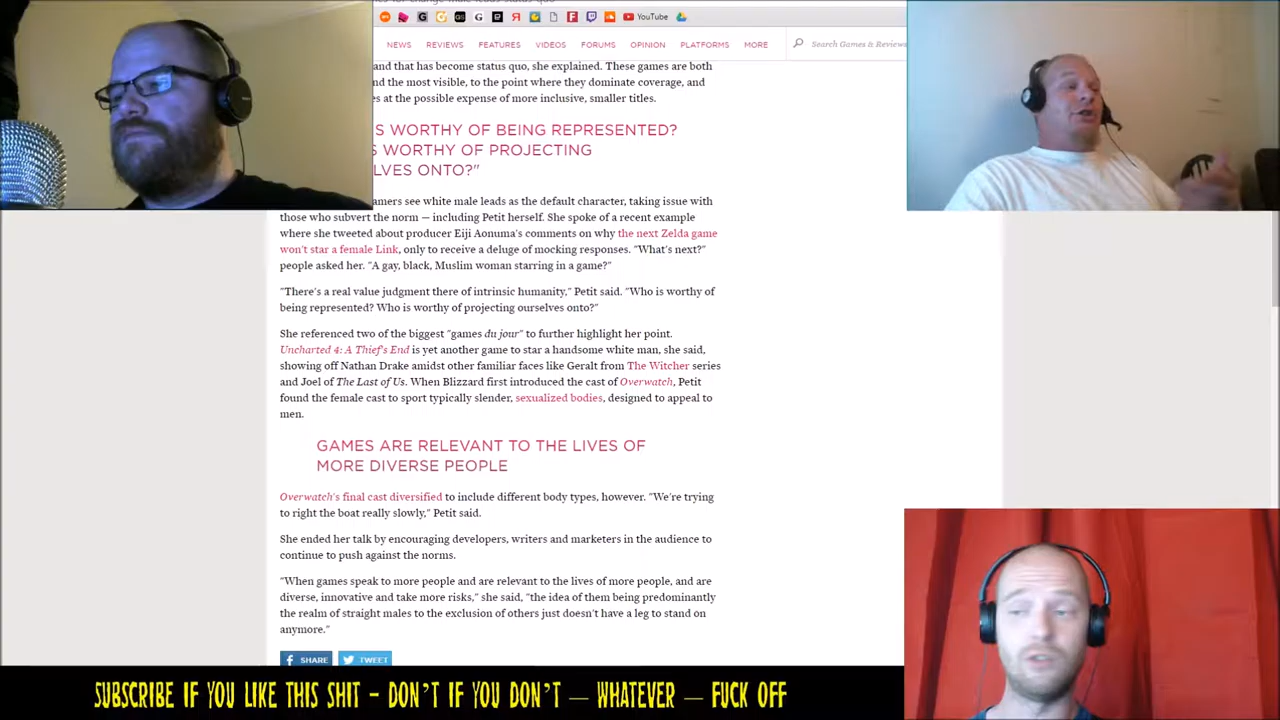 YouTube
NEWS REVIEWS FEATURES VIDEOS FORUMS OPINION PLATFORMS MORE Search Games & Reviews
and that has become status quo, she explained. These games are both
nd the most visible, to the point where they dominate coverage, and
es at the possible expense of more inclusive, smaller titles.
S WORTHY OF BEING REPRESENTED?
S WORTHY OF PROJECTING
LVES ONTO?"
amers see white male leads as the default character, taking issue with
those who subvert the norm — including Petit herself. She spoke of a recent example
where she tweeted about producer Eiji Aonuma's comments on why the next Zelda game
won't star a female Link, only to receive a deluge of mocking responses. "What's next?"
people asked her. "A gay, black, Muslim woman starring in a game?"
"There's a real value judgment there of intrinsic humanity," Petit said. "Who is worthy of
being represented? Who is worthy of projecting ourselves onto?"
She referenced two of the biggest "games du jour" to further highlight her point.
Uncharted 4: A Thief's End is yet another game to star a handsome white man, she said,
showing off Nathan Drake amidst other familiar faces like Geralt from The Witcher series
and Joel of The Last of Us. When Blizzard first introduced the cast of Overwatch, Petit
found the female cast to sport typically slender, sexualized bodies, designed to appeal to
men.
GAMES ARE RELEVANT TO THE LIVES OF
MORE DIVERSE PEOPLE
Overwatch's final cast diversified to include different body types, however. "We're trying
to right the boat really slowly," Petit said.
She ended her talk by encouraging developers, writers and marketers in the audience to
continue to push against the norms.
"When games speak to more people and are relevant to the lives of more people, and are
diverse, innovative and take more risks," she said, "the idea of them being predominantly
the realm of straight males to the exclusion of others just doesn't have a leg to stand on
anymore."
SHARE TWEET
SUBSCRIBE IF YOU LIKE THIS SHIT - DON'T IF YOU DON'T — WHATEVER — FUCK OFF